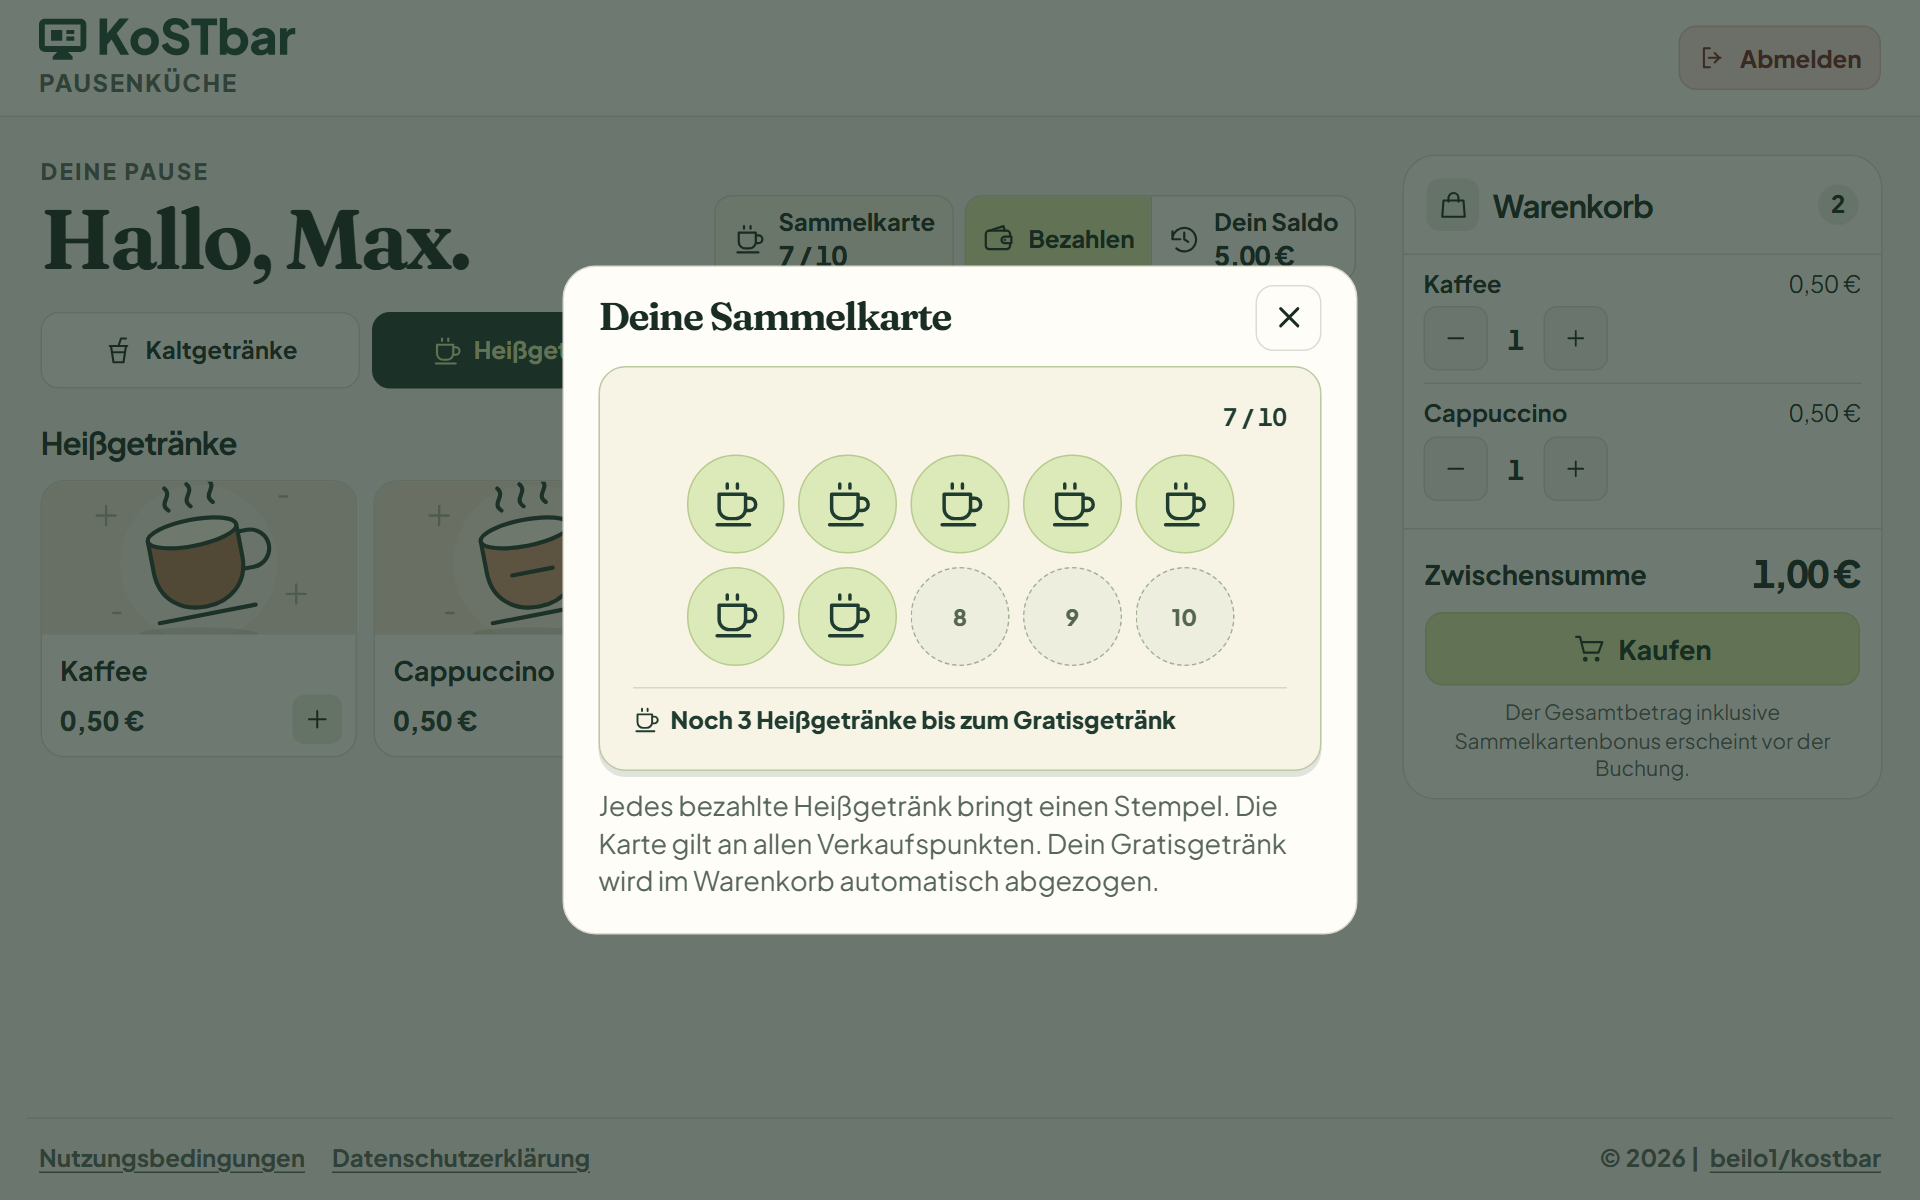 KoSTbar
PAUSENKÜCHE
Abmelden
DEINE PAUSE
Hallo, Max.
Sammelkarte
7 / 10
Bezahlen
Dein Saldo
5,00 €
Kaltgetränke
Heißget
Heißgetränke
Kaffee
0,50 €
Cappuccino
0,50 €
Deine Sammelkarte
7 / 10
8
9
10
Noch 3 Heißgetränke bis zum Gratisgetränk
Jedes bezahlte Heißgetränk bringt einen Stempel. Die
Karte gilt an allen Verkaufspunkten. Dein Gratisgetränk
wird im Warenkorb automatisch abgezogen.
Warenkorb
2
Kaffee
0,50 €
1
Cappuccino
0,50 €
1
Zwischensumme
1,00 €
Kaufen
Der Gesamtbetrag inklusive
Sammelkartenbonus erscheint vor der
Buchung.
Nutzungsbedingungen
Datenschutzerklärung
© 2026 | beilo1/kostbar